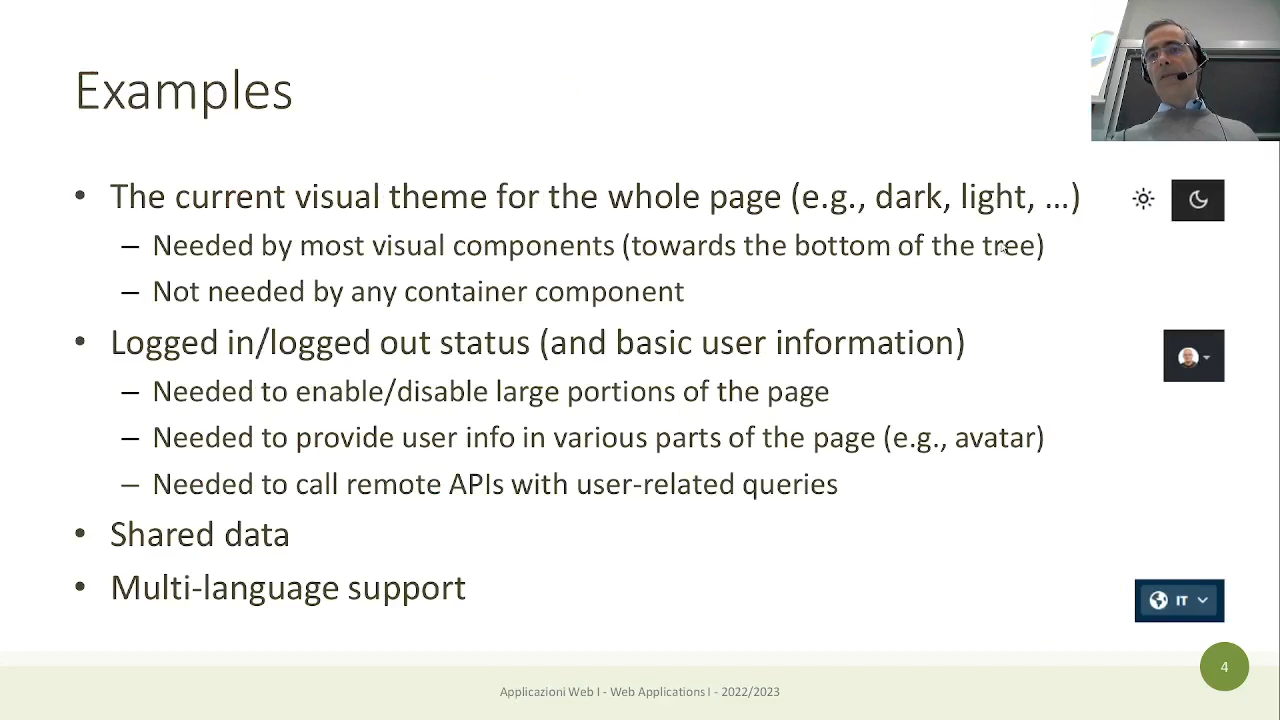 Examples
• The current visual theme for the whole page (e.g., dark, light, …)
– Needed by most visual components (towards the bottom of the tree)
– Not needed by any container component
• Logged in/logged out status (and basic user information)
– Needed to enable/disable large portions of the page
– Needed to provide user info in various parts of the page (e.g., avatar)
– Needed to call remote APIs with user-related queries
• Shared data
• Multi-language support
IT
4
Applicazioni Web I - Web Applications I - 2022/2023